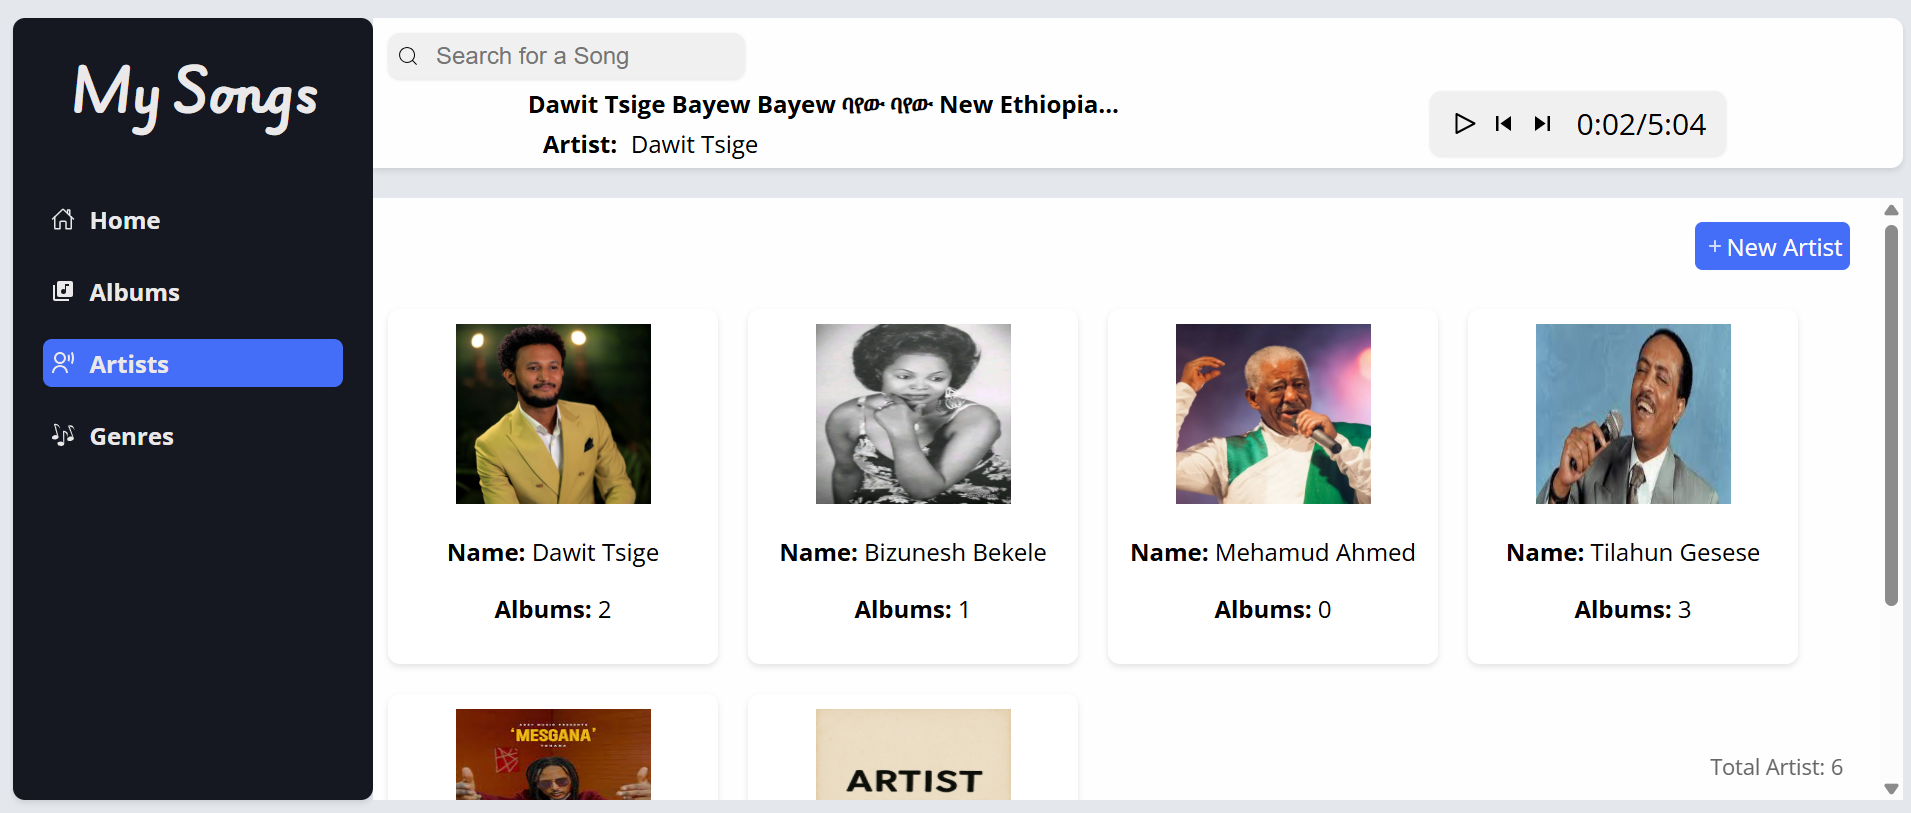 My Songs
Home
Albums
Artists
Genres
Search for a Song
Dawit Tsige Bayew Bayew ባየው ባየው New Ethiopia...
Artist: Dawit Tsige
0:02/5:04
+ New Artist
Name: Dawit Tsige
Albums: 2
Name: Bizunesh Bekele
Albums: 1
Name: Mehamud Ahmed
Albums: 0
Name: Tilahun Gesese
Albums: 3
'MESGANA'
ARTIST
Total Artist: 6